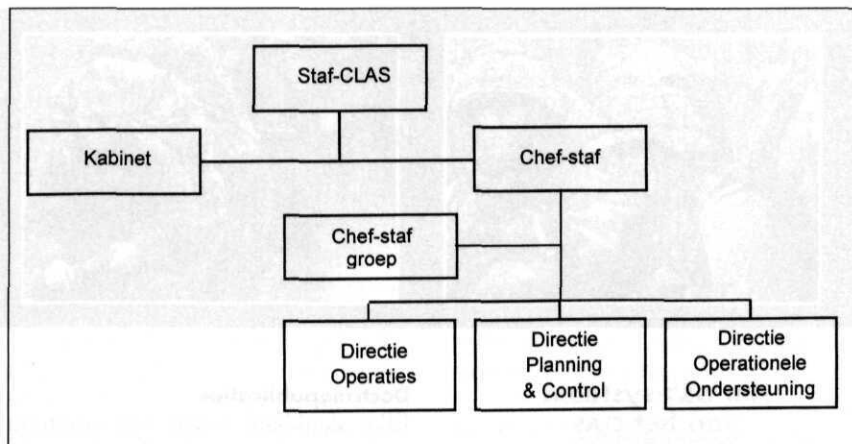 Staf-CLAS
Kabinet
Chef-staf
Chef-staf
groep
Directie
Operaties
Directie
Planning
& Control
Directie
Operationele
Ondersteuning